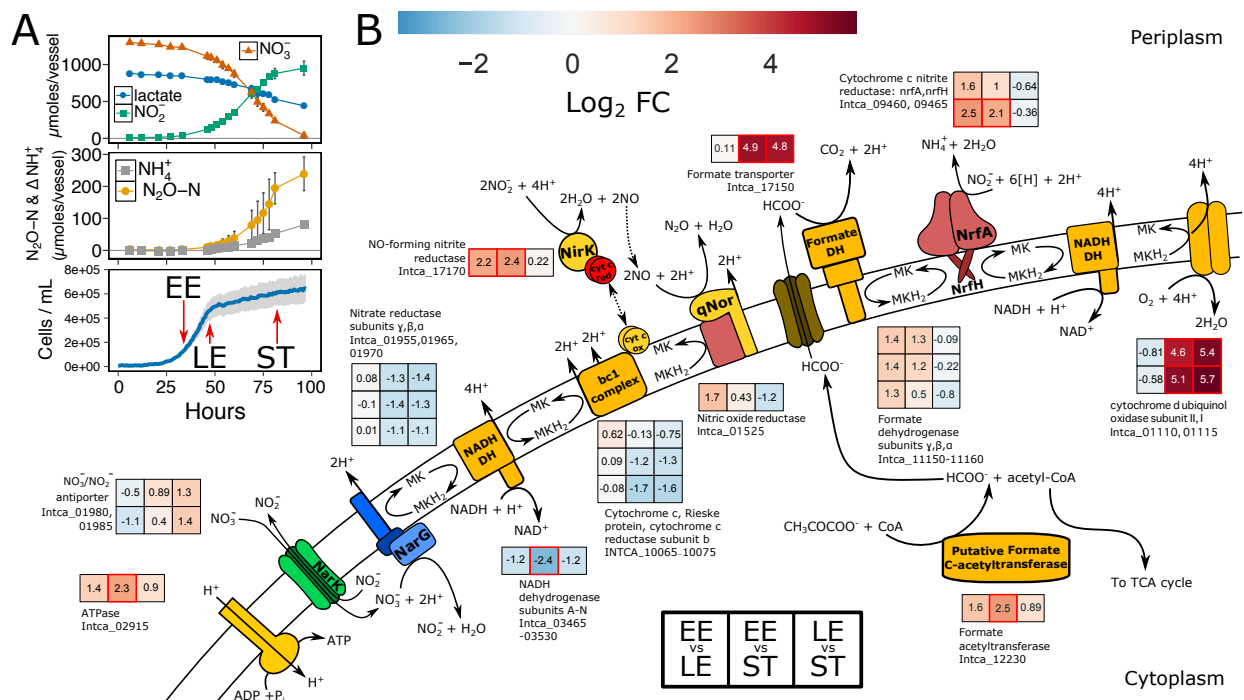 A
B
NO₃⁻
lactate
NO₂⁻
μmoles/vessel
1000
500
0
NH₄⁺
N₂O−N
N₂O−N & Δ NH₄⁺
(μmoles/vessel)
300
200
100
0
Cells / mL
8e+05
6e+05
4e+05
2e+05
0e+00
EE
LE
ST
0 25 50 75 100
Hours
−2 0 2 4
Log₂ FC
Periplasm
Cytochrome c nitrite
reductase: nrfA,nrfH
Intca_09460, 09465
1.6 1 -0.64
2.5 2.1 -0.36
0.11 4.9 4.8
Formate transporter
Intca_17150
HCOO⁻
CO₂ + 2H⁺
Formate
DH
NH₄⁺ + 2H₂O
NO₂⁻ + 6[H] + 2H⁺
NrfA
NrfH
MK
MKH₂
MK
MKH₂
4H⁺
NADH
DH
NADH + H⁺
NAD⁺
4H⁺
MK
MKH₂
O₂ + 4H⁺
2H₂O
-0.81 4.6 5.4
-0.58 5.1 5.7
cytochrome d ubiquinol
oxidase subunit II, I
Intca_01110, 01115
2NO₂⁻ + 4H⁺
2H₂O + 2NO
NirK
cyt c
red
NO-forming nitrite
reductase
Intca_17170
2.2 2.4 0.22
2NO + 2H⁺
N₂O + H₂O
2H⁺
qNor
cyt c
ox
MK
MKH₂
1.7 0.43 -1.2
Nitric oxide reductase
Intca_01525
HCOO⁻
1.4 1.3 -0.09
1.4 1.2 -0.22
1.3 0.5 -0.8
Formate
dehydrogenase
subunits γ,β,α
Intca_11150-11160
Nitrate reductase
subunits γ,β,α
Intca_01955,01965,
01970
0.08 -1.3 -1.4
-0.1 -1.4 -1.3
0.01 -1.1 -1.1
2H⁺
2H⁺
bc1
complex
MK
MKH₂
4H⁺
NADH
DH
NADH + H⁺
NAD⁺
0.62 -0.13 -0.75
0.09 -1.2 -1.3
-0.08 -1.7 -1.6
Cytochrome c, Rieske
protein, cytochrome c
reductase subunit b
INTCA_10065-10075
-1.2 -2.4 -1.2
NADH
dehydrogenase
subunits A-N
Intca_03465
-03530
2H⁺
MK
MKH₂
NarG
NO₃⁻ + 2H⁺
NO₂⁻ + H₂O
NO₃⁻/NO₂⁻
antiporter
Intca_01980,
01985
-0.5 0.89 1.3
-1.1 0.4 1.4
NO₂⁻
NO₃⁻
NarK
NO₂⁻
1.4 2.3 0.9
ATPase
Intca_02915
H⁺
ATP
H⁺
ADP +Pᵢ
HCOO⁻ + acetyl-CoA
CH₃COCOO⁻ + CoA
Putative Formate
C-acetyltransferase
To TCA cycle
1.6 2.5 0.89
Formate
acetyltransferase
Intca_12230
EE EE LE
vs vs vs
LE ST ST
Cytoplasm